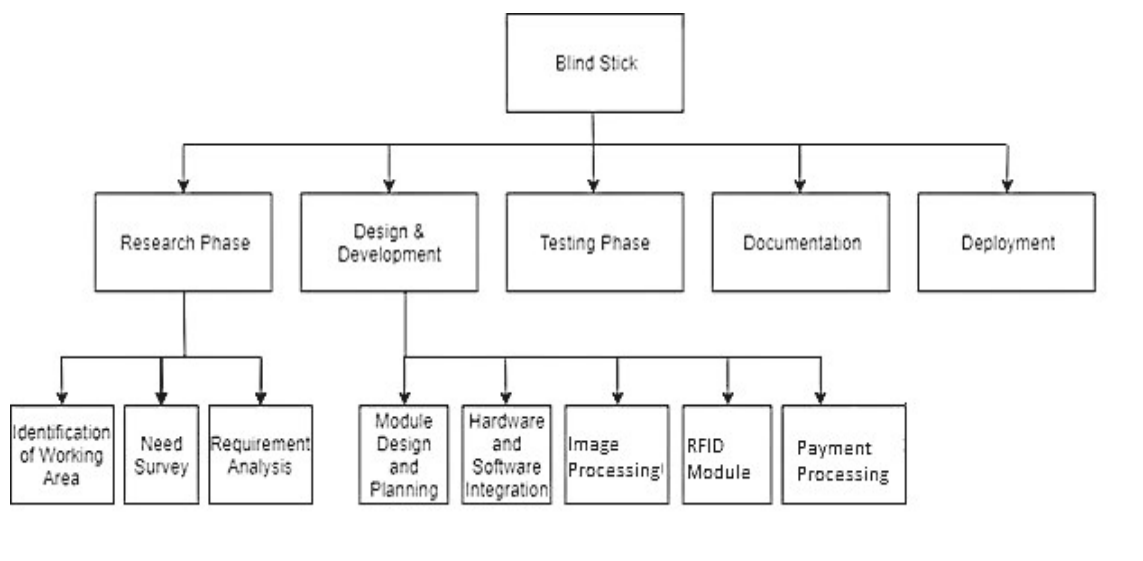 Blind Stick
Research Phase
Design &
Development
Testing Phase
Documentation
Deployment
Identification
of Working
Area
Need
Survey
Requirement
Analysis
Module
Design
and
Planning
Hardware
and
Software
Integration
Image
Processing
RFID
Module
Payment
Processing